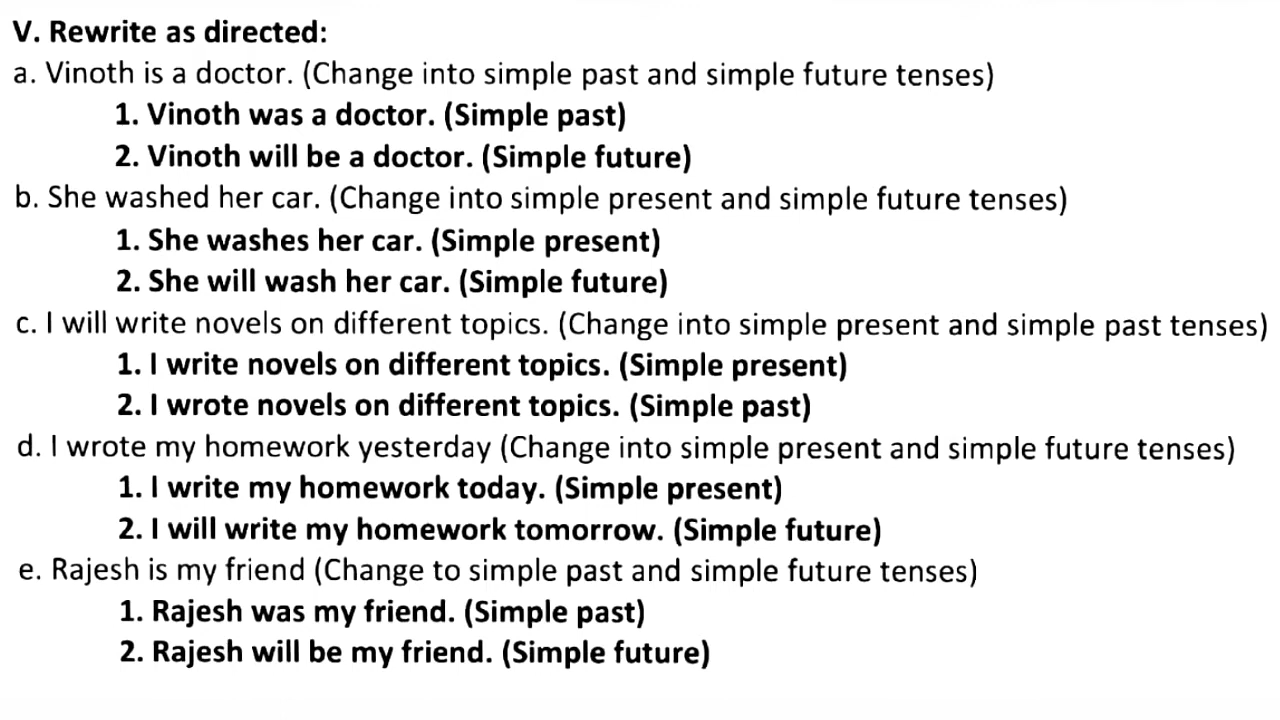 V. Rewrite as directed:
a. Vinoth is a doctor. (Change into simple past and simple future tenses)
1. Vinoth was a doctor. (Simple past)
2. Vinoth will be a doctor. (Simple future)
b. She washed her car. (Change into simple present and simple future tenses)
1. She washes her car. (Simple present)
2. She will wash her car. (Simple future)
c. I will write novels on different topics. (Change into simple present and simple past tenses)
1. I write novels on different topics. (Simple present)
2. I wrote novels on different topics. (Simple past)
d. I wrote my homework yesterday (Change into simple present and simple future tenses)
1. I write my homework today. (Simple present)
2. I will write my homework tomorrow. (Simple future)
e. Rajesh is my friend (Change to simple past and simple future tenses)
1. Rajesh was my friend. (Simple past)
2. Rajesh will be my friend. (Simple future)